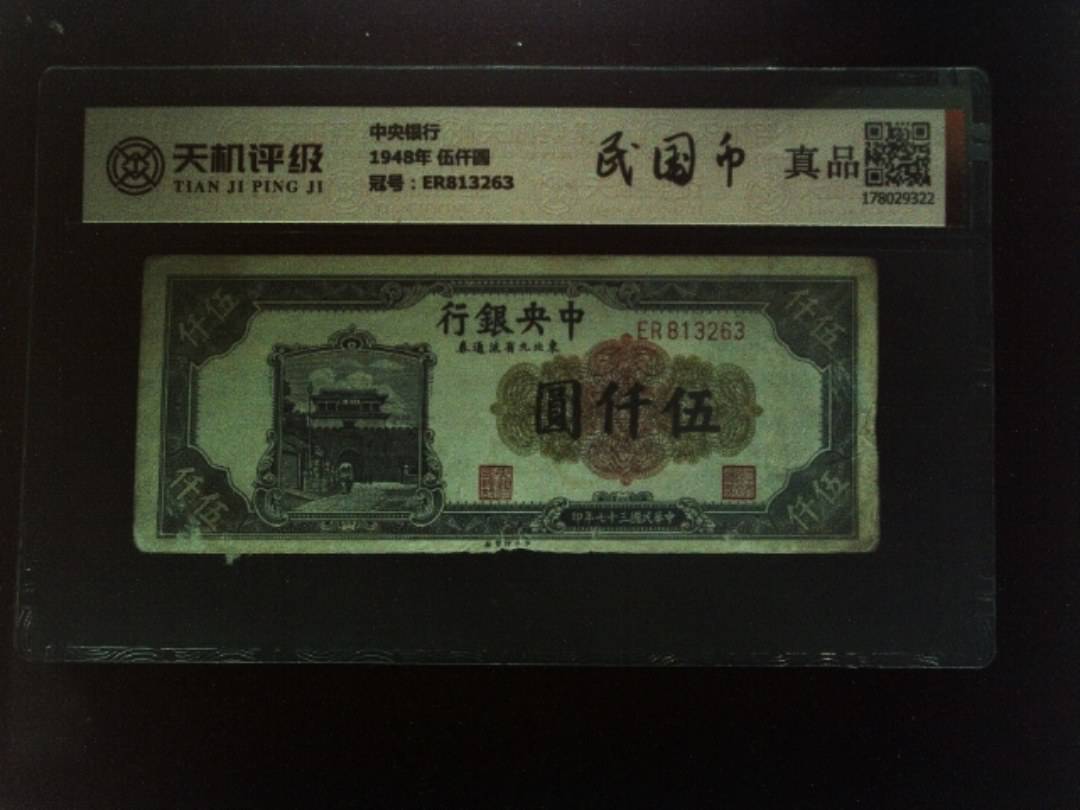 天机评级
TIAN JI PING JI
中央银行
1948年 伍仟圓
冠号：ER813263
民国币
真品
178029322
行銀央中
ER813263
券通流省九北東
圓仟伍
仟伍
仟伍
仟伍
仟伍
印年七十三國民華中